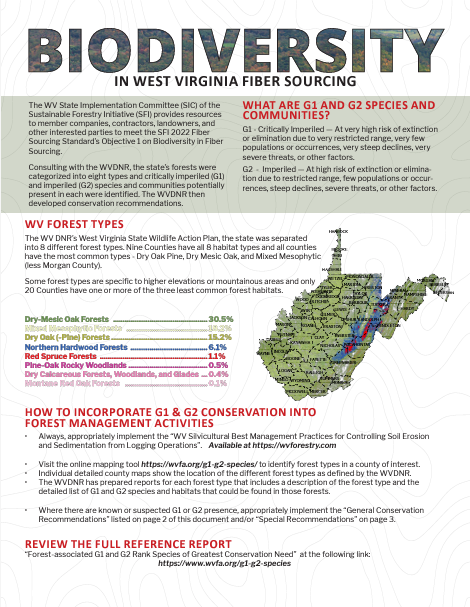 BIODIVERSITY
IN WEST VIRGINIA FIBER SOURCING
The WV State Implementation Committee (SIC) of the
Sustainable Forestry Initiative (SFI) provides resources
to member companies, contractors, landowners, and
other interested parties to meet the SFI 2022 Fiber
Sourcing Standard's Objective 1 on Biodiversity in Fiber
Sourcing.
Consulting with the WVDNR, the state's forests were
categorized into eight types and critically imperiled (G1)
and imperiled (G2) species and communities potentially
present in each were identified. The WVDNR then
developed conservation recommendations.
WHAT ARE G1 AND G2 SPECIES AND
COMMUNITIES?
G1 - Critically Imperiled — At very high risk of extinction
or elimination due to very restricted range, very few
populations or occurrences, very steep declines, very
severe threats, or other factors.
G2 - Imperiled — At high risk of extinction or elimina-
tion due to restricted range, few populations or occur-
rences, steep declines, severe threats, or other factors.
WV FOREST TYPES
The WV DNR's West Virginia State Wildlife Action Plan, the state was separated
into 8 different forest types. Nine Counties have all 8 habitat types and all counties
have the most common types - Dry Oak Pine, Dry Mesic Oak, and Mixed Mesophytic
(less Morgan County).
Some forest types are specific to higher elevations or mountainous areas and only
20 Counties have one or more of the three least common forest habitats.
Dry-Mesic Oak Forests 30.5%
Mixed Mesophytic Forests
Dry Oak (-Pine) Forests 15.2%
Northern Hardwood Forests 6.1%
Red Spruce Forests 1.1%
Pine-Oak Rocky Woodlands 0.5%
Dry Calcareous Forests, Woodlands, and Glades 0.4%
Montane Red Oak Forests 0.1%
HOW TO INCORPORATE G1 & G2 CONSERVATION INTO
FOREST MANAGEMENT ACTIVITIES
• Always, appropriately implement the "WV Silvicultural Best Management Practices for Controlling Soil Erosion
and Sedimentation from Logging Operations". Available at https://wvforestry.com
• Visit the online mapping tool https://wvfa.org/g1-g2-species/ to identify forest types in a county of interest.
• Individual detailed county maps show the location of the different forest types as defined by the WVDNR.
• The WVDNR has prepared reports for each forest type that includes a description of the forest type and the
detailed list of G1 and G2 species and habitats that could be found in those forests.
• Where there are known or suspected G1 or G2 presence, appropriately implement the "General Conservation
Recommendations" listed on page 2 of this document and/or "Special Recommendations" on page 3.
REVIEW THE FULL REFERENCE REPORT
"Forest-associated G1 and G2 Rank Species of Greatest Conservation Need" at the following link:
https://www.wvfa.org/g1-g2-species